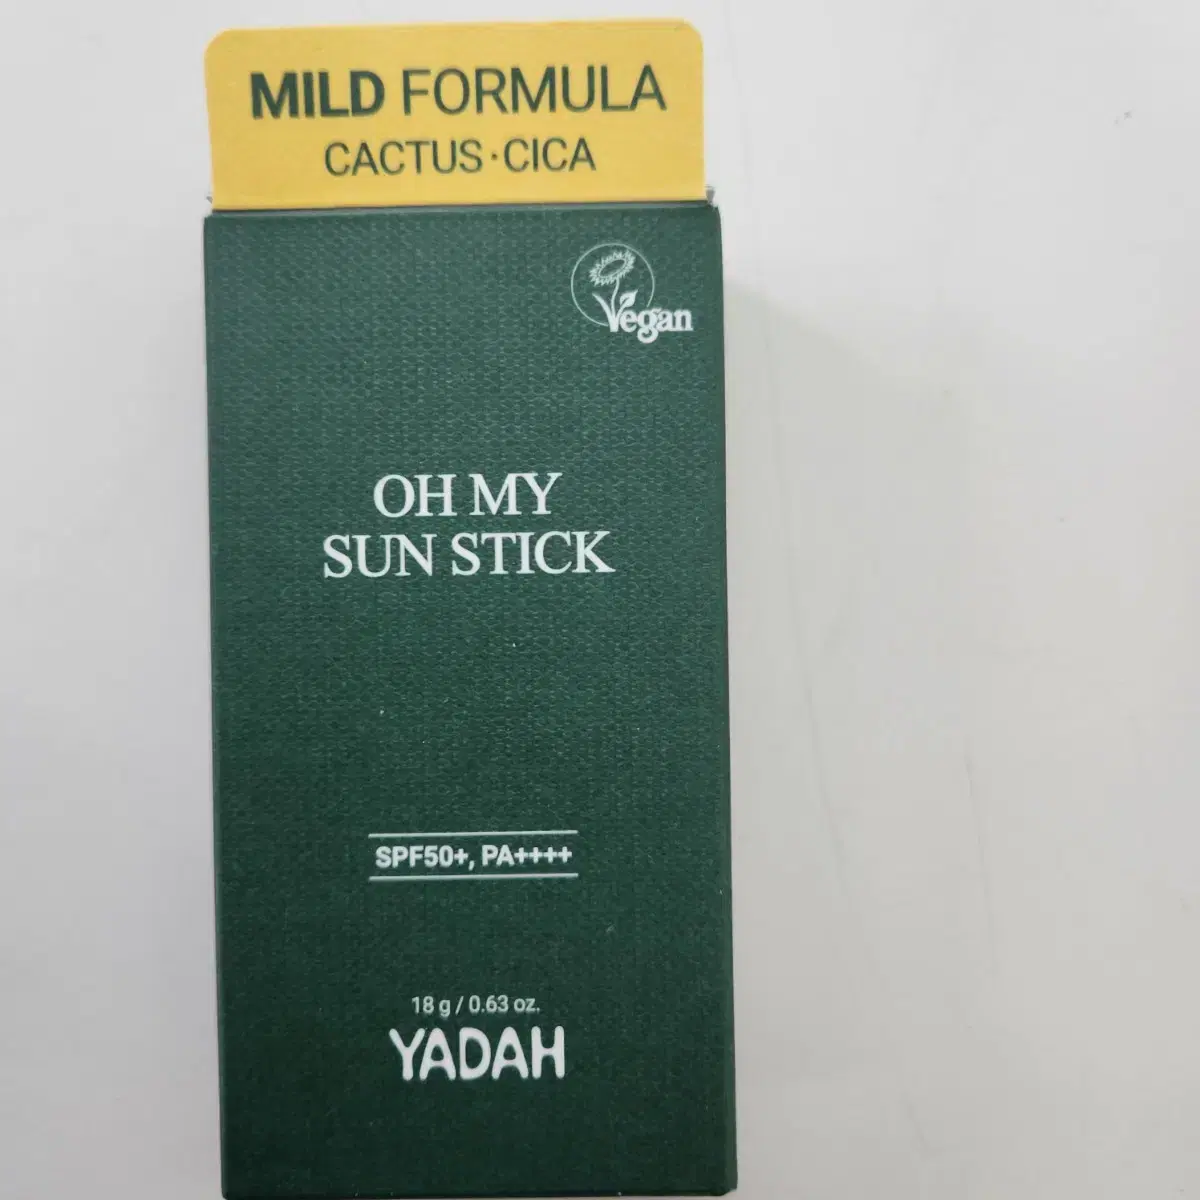 MILD FORMULA
CACTUS·CICA
Vegan
OH MY
SUN STICK
SPF50+, PA++++
18 g / 0.63 oz.
YADAH